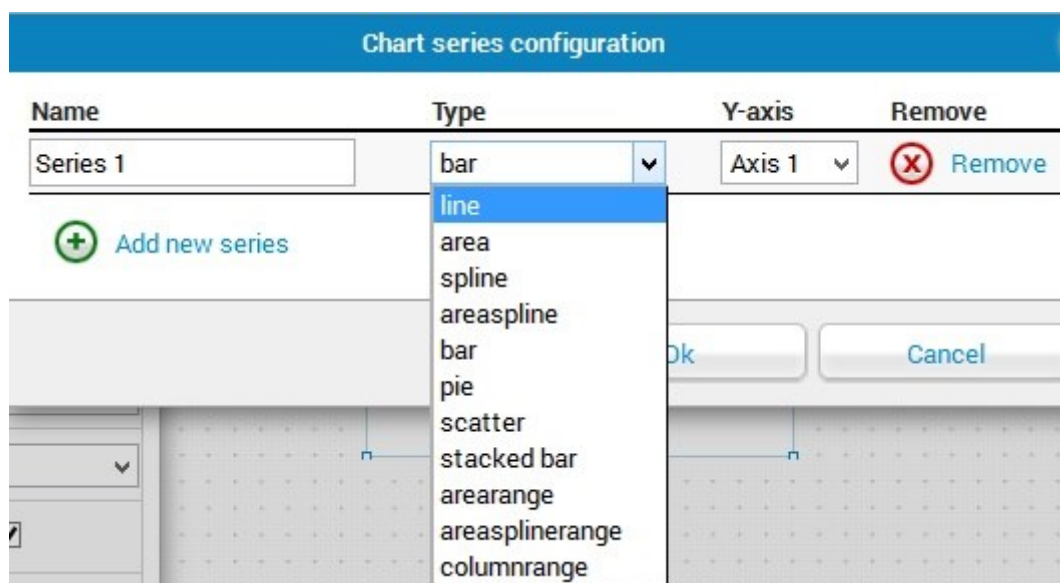 Chart series configuration
Name Type Y-axis Remove
Series 1 bar Axis 1 Remove
line
Add new series
area
spline
areaspline
bar
Ok Cancel
pie
scatter
stacked bar
arearange
areasplinerange
columnrange